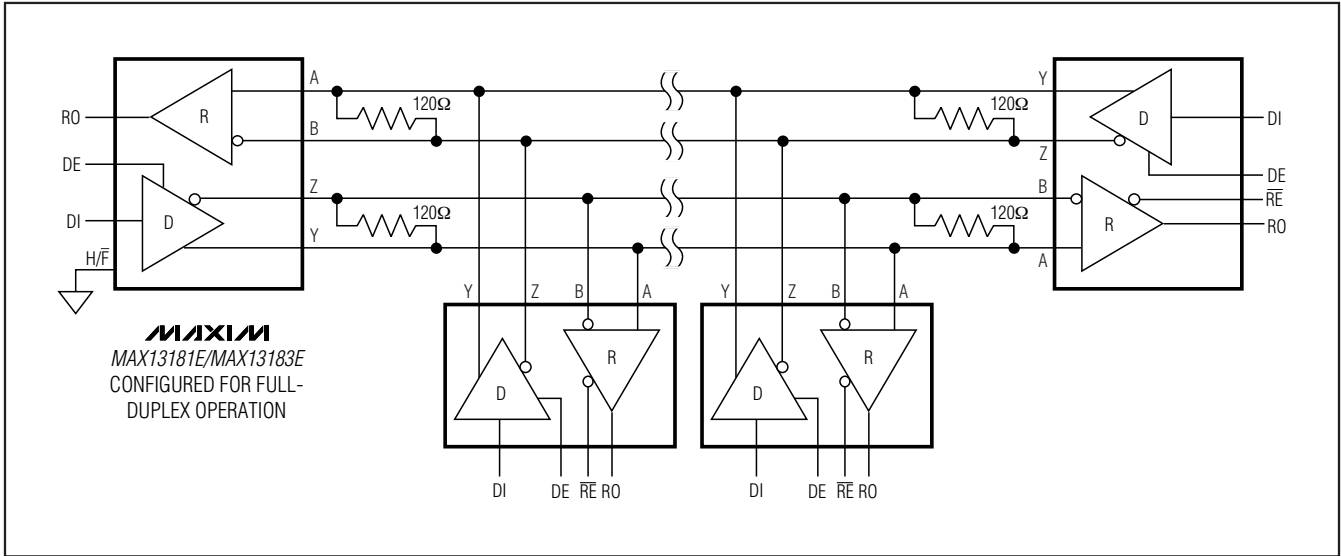 A
120Ω
120Ω
Y
RO
R
D
DI
B
Z
DE
DE
Z
B
RE
DI
D
120Ω
120Ω
R
RO
Y
H/F
A
Y
Z
B
A
Y
Z
B
A
MAXIM
MAX13181E/MAX13183E
CONFIGURED FOR FULL-
DUPLEX OPERATION
R
R
D
D
DI
DE
RE
RO
DI
DE
RE
RO